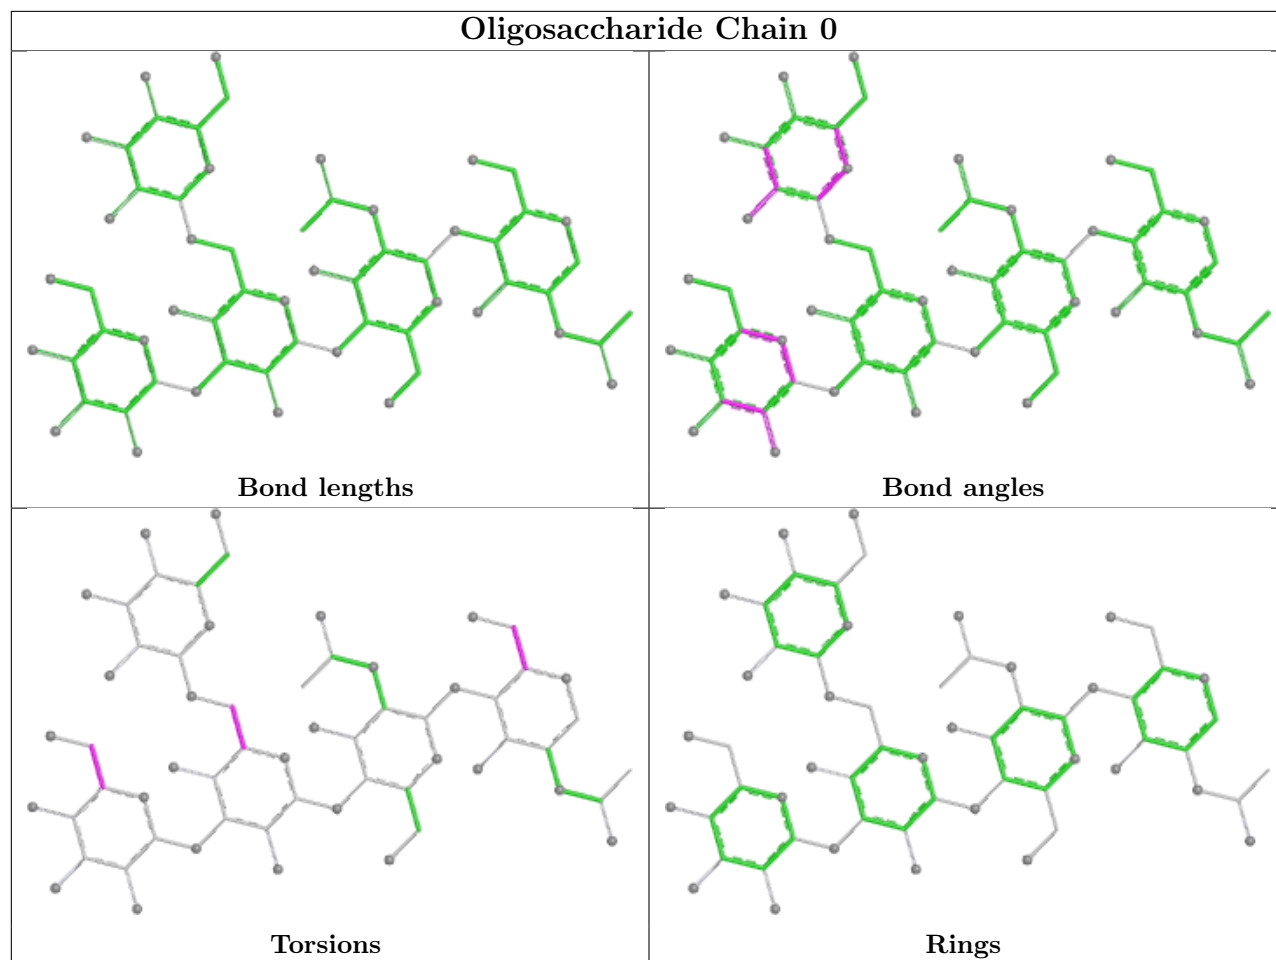 Oligosaccharide Chain 0
Bond lengths
Bond angles
Torsions
Rings